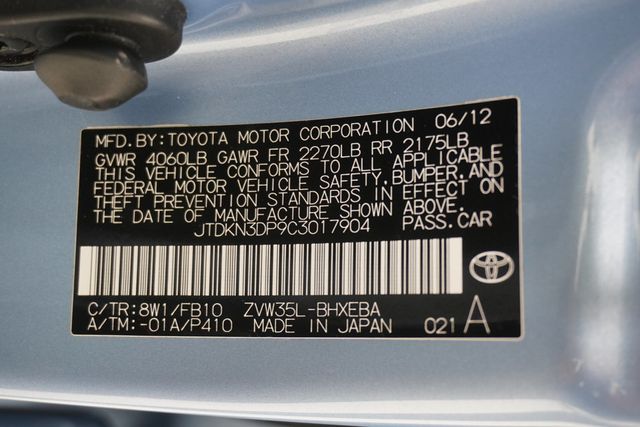 MFD. BY: TOYOTA MOTOR CORPORATION 06/12
GVWR 4060LB GAWR FR 2270LB RR 2175LB
THIS VEHICLE CONFORMS TO ALL APPLICABLE
FEDERAL MOTOR VEHICLE SAFETY, BUMPER, AND
THEFT PREVENTION STANDARDS IN EFFECT ON
THE DATE OF MANUFACTURE SHOWN ABOVE.
JTDKN3DP9C3017904 PASS. CAR
C/TR: 8W1/FB10 ZVW35L-BHXEBA
A/TM: -01A/P410 MADE IN JAPAN 021 A